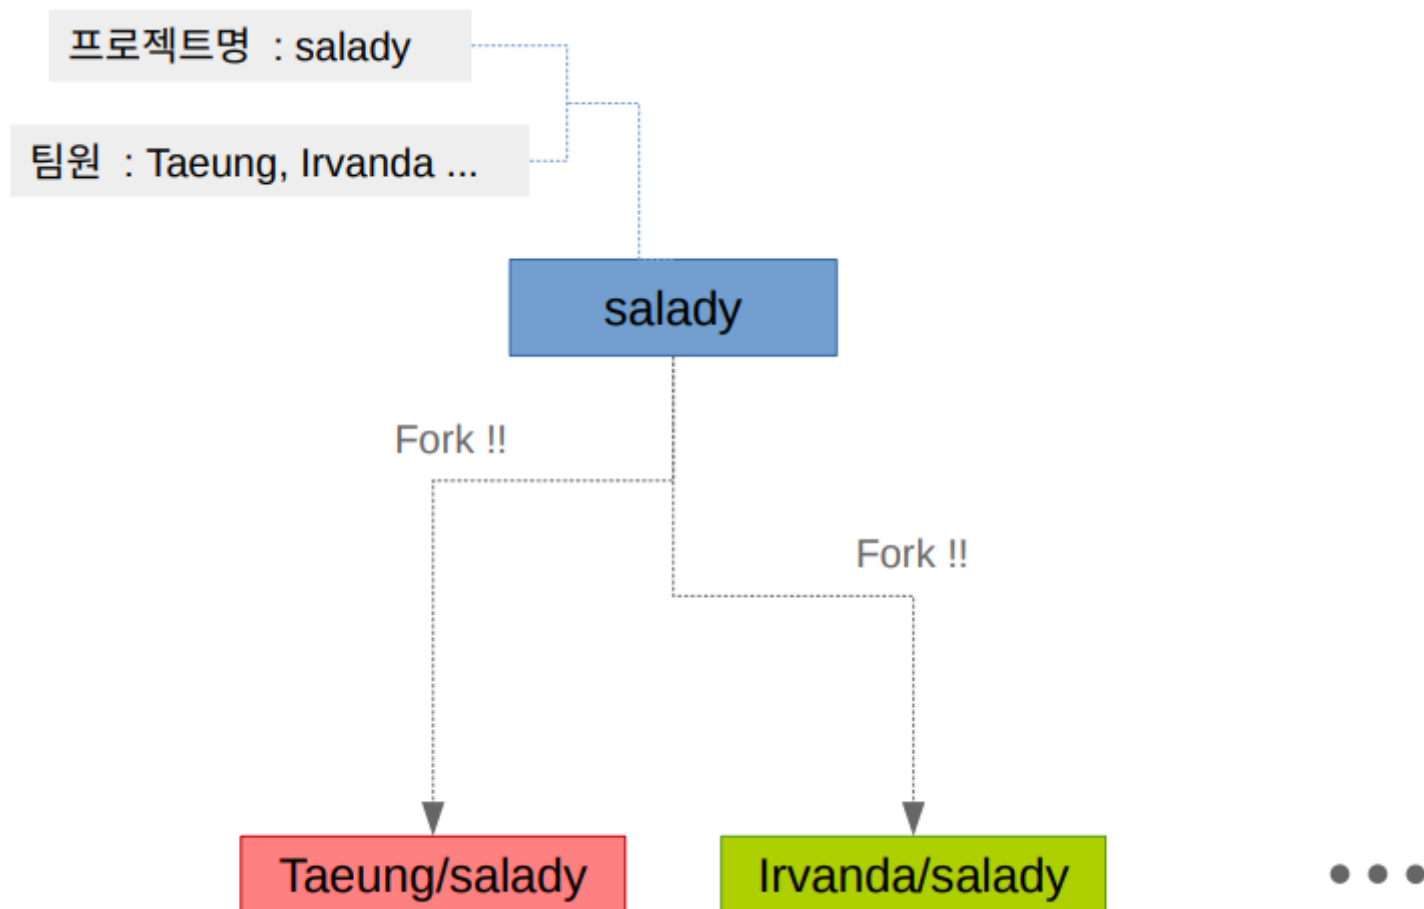 프로젝트명 : salady
팀원 : Taeung, Irvanda ...
salady
Fork !!
Fork !!
Taeung/salady
Irvanda/salady